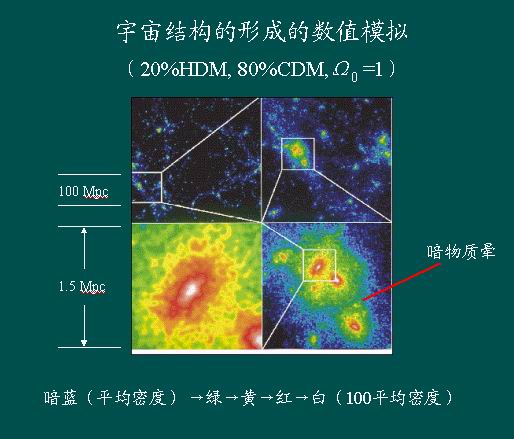 宇宙结构的形成的数值模拟
（20%HDM, 80%CDM, Ω0 =1）
100 Mpc
暗物质晕
1.5 Mpc
暗蓝（平均密度）→绿→黄→红→白（100平均密度）